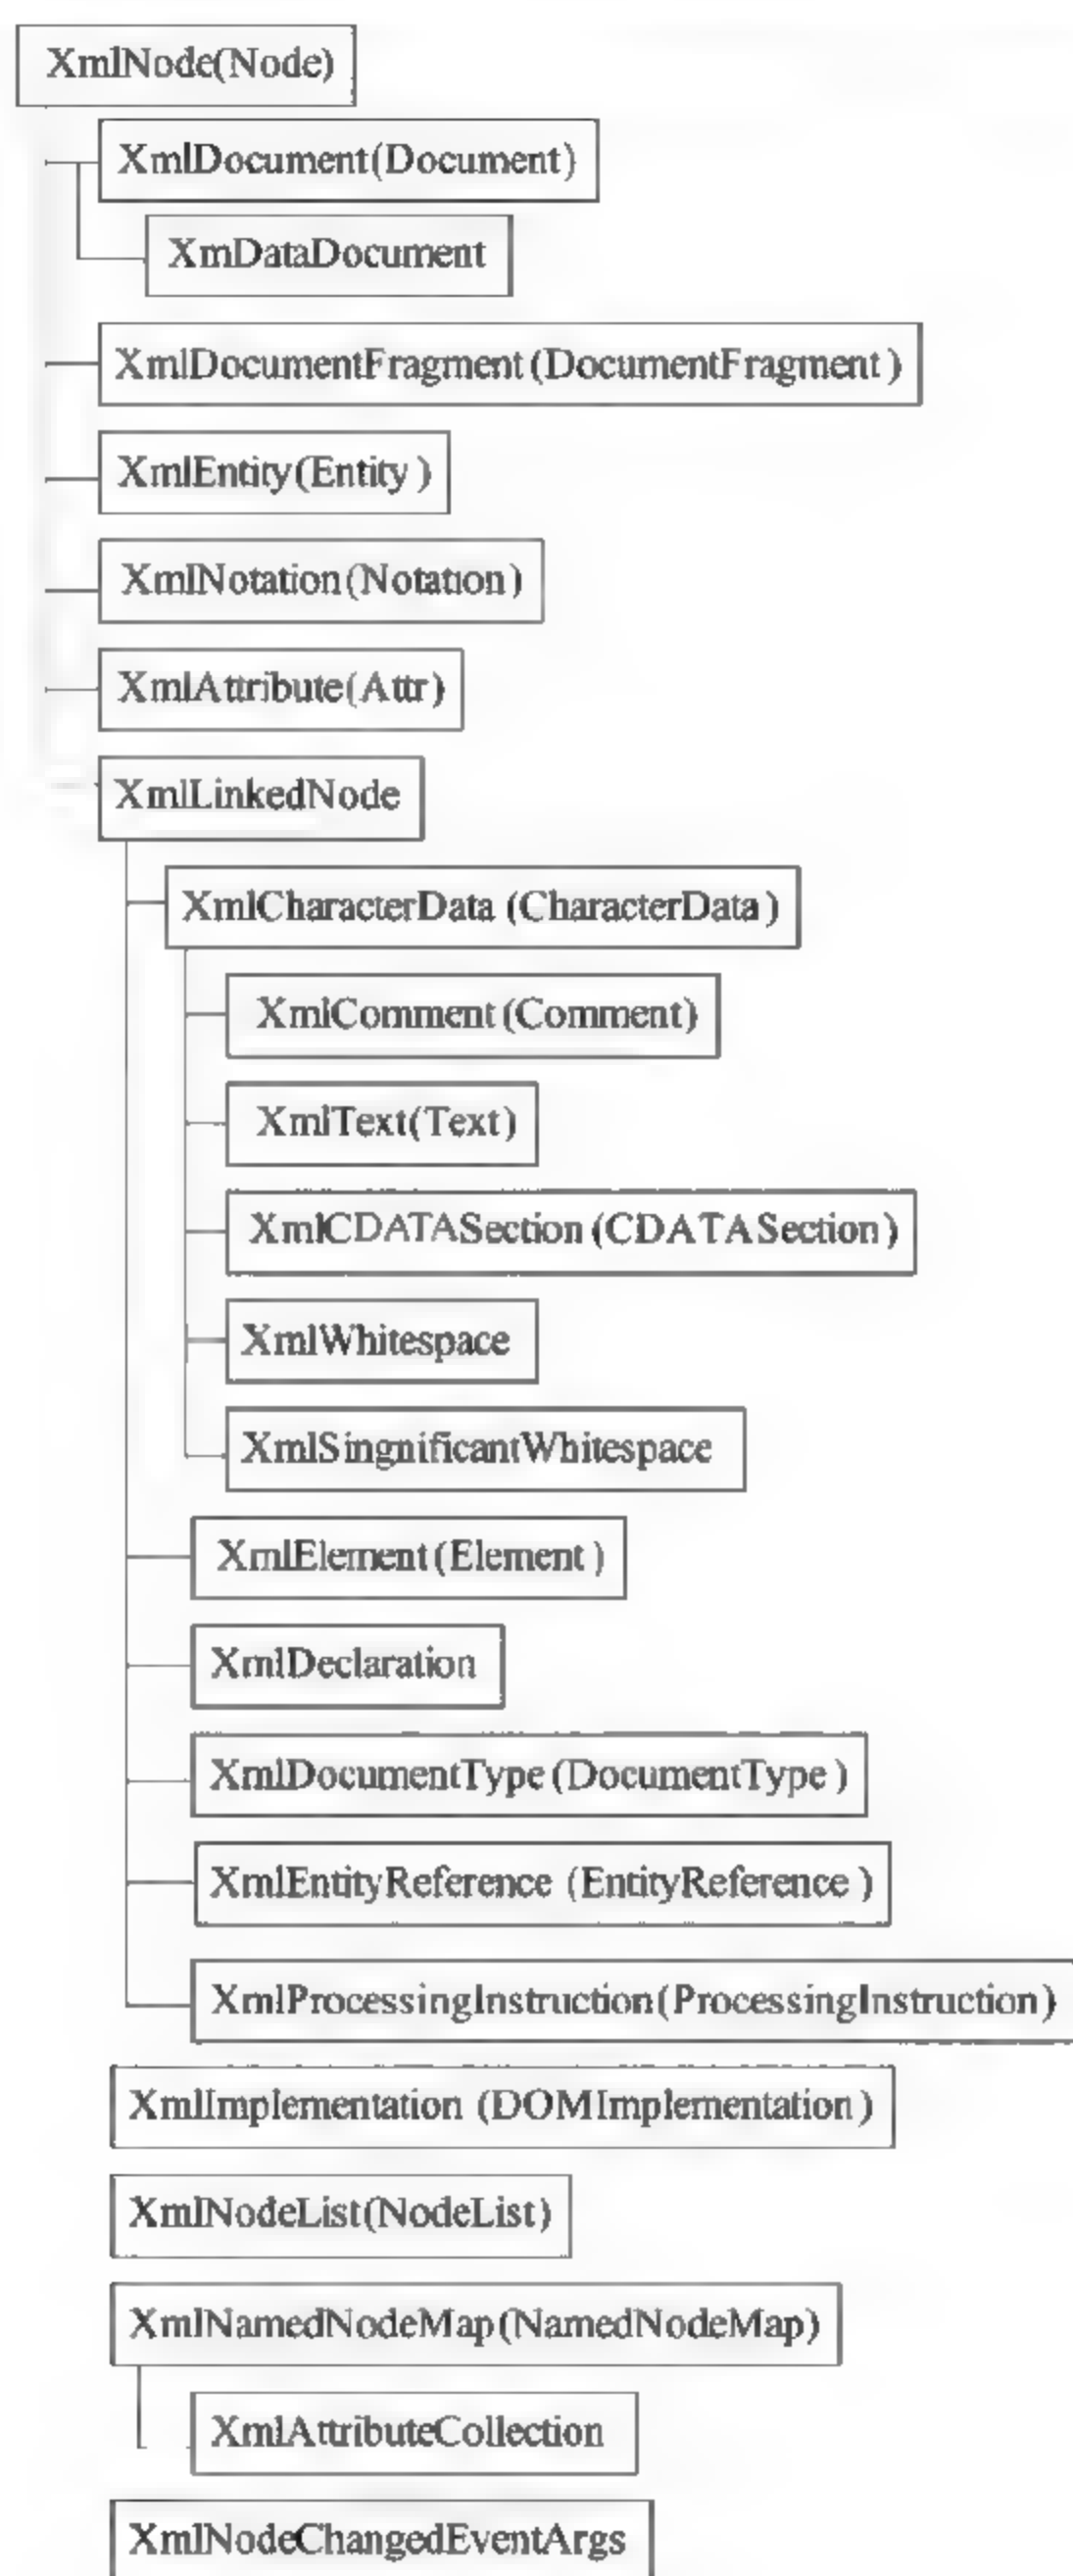 XmlNode(Node)
XmlDocument(Document)
XmDataDocument
XmlDocumentFragment(DocumentFragment)
XmlEntity(Entity)
XmlNotation(Notation)
XmlAttribute(Attr)
XmlLinkedNode
XmlCharacterData (CharacterData)
XmlComment(Comment)
XmlText(Text)
XmlCDATASection(CDATASection)
XmlWhitespace
XmlSingnificantWhitespace
XmlElement(Element)
XmlDeclaration
XmlDocumentType(DocumentType)
XmlEntityReference (EntityReference)
XmlProcessingInstruction(ProcessingInstruction)
XmlImplementation (DOMImplementation)
XmlNodeList(NodeList)
XmlNamedNodeMap(NamedNodeMap)
XmlAttributeCollection
XmlNodeChangedEventArgs